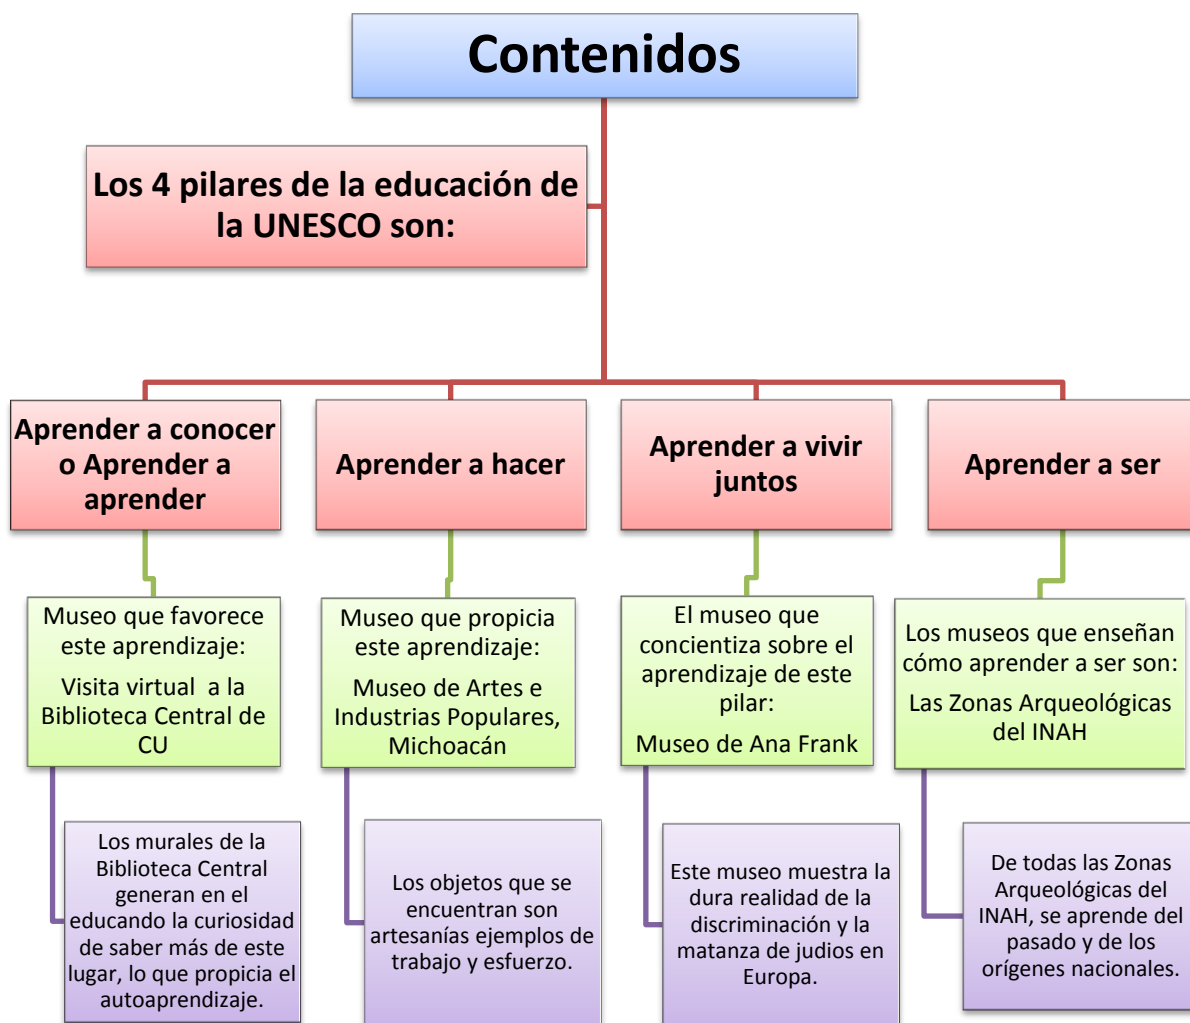 Contenidos
Los 4 pilares de la educación de
la UNESCO son:
Aprender a conocer
o Aprender a
aprender
Aprender a hacer
Aprender a vivir
juntos
Aprender a ser
Museo que favorece
este aprendizaje:
Visita virtual a la
Biblioteca Central de
CU
Museo que propicia
este aprendizaje:
Museo de Artes e
Industrias Populares,
Michoacán
El museo que
concientiza sobre el
aprendizaje de este
pilar:
Museo de Ana Frank
Los museos que enseñan
cómo aprender a ser son:
Las Zonas Arqueológicas
del INAH
Los murales de la
Biblioteca Central
generan en el
educando la curiosidad
de saber más de este
lugar, lo que propicia el
autoaprendizaje.
Los objetos que se
encuentran son
artesanías ejemplos de
trabajo y esfuerzo.
Este museo muestra la
dura realidad de la
discriminación y la
matanza de judios en
Europa.
De todas las Zonas
Arqueológicas del
INAH, se aprende del
pasado y de los
orígenes nacionales.